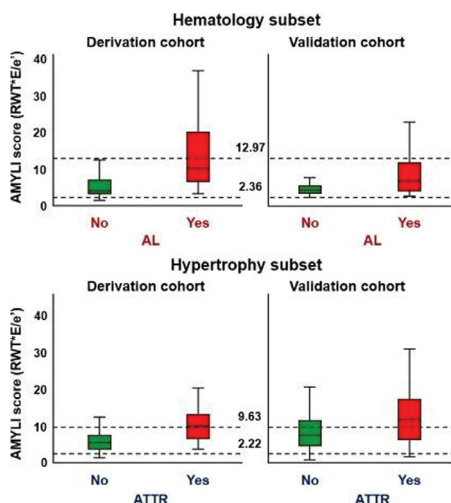 Hematology subset
Derivation cohort Validation cohort
AMYLI score (RWT*E/e')
40
30
20
10
0
12.97
2.36
No Yes No Yes
AL AL
Hypertrophy subset
Derivation cohort Validation cohort
AMYLI score (RWT*E/e')
40
30
20
10
0
9.63
2.22
No Yes No Yes
ATTR ATTR